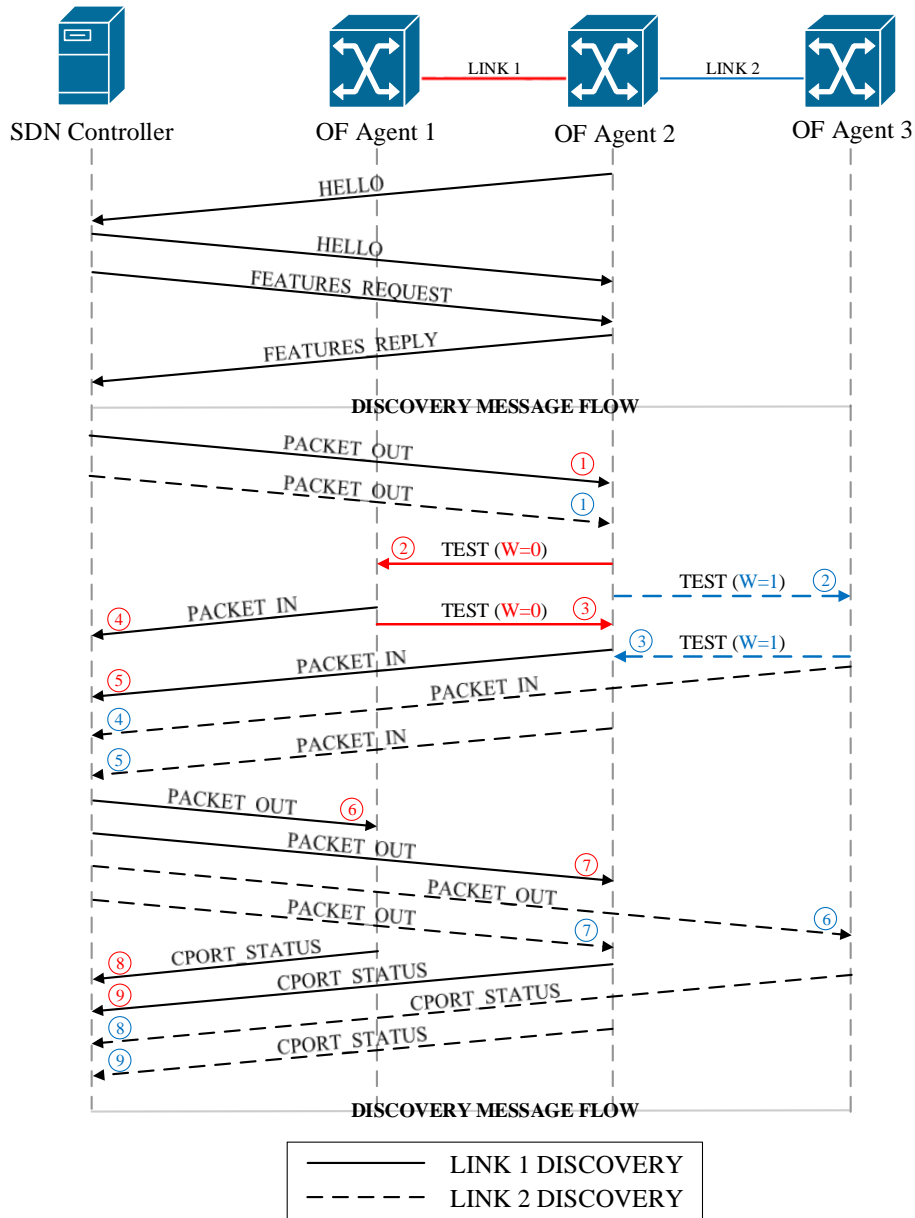 LINK 1
LINK 2
SDN Controller
OF Agent 1
OF Agent 2
OF Agent 3
HELLO
HELLO
FEATURES_REQUEST
FEATURES_REPLY
DISCOVERY MESSAGE FLOW
PACKET_OUT
1
PACKET_OUT
1
2
TEST (W=0)
TEST (W=1)
2
PACKET_IN
4
TEST (W=0)
3
3
TEST (W=1)
PACKET_IN
5
PACKET_IN
4
PACKET_IN
5
PACKET_OUT
6
PACKET_OUT
7
PACKET_OUT
6
PACKET_OUT
7
CPORT_STATUS
8
CPORT_STATUS
9
CPORT_STATUS
8
CPORT_STATUS
9
DISCOVERY MESSAGE FLOW
LINK 1 DISCOVERY
LINK 2 DISCOVERY